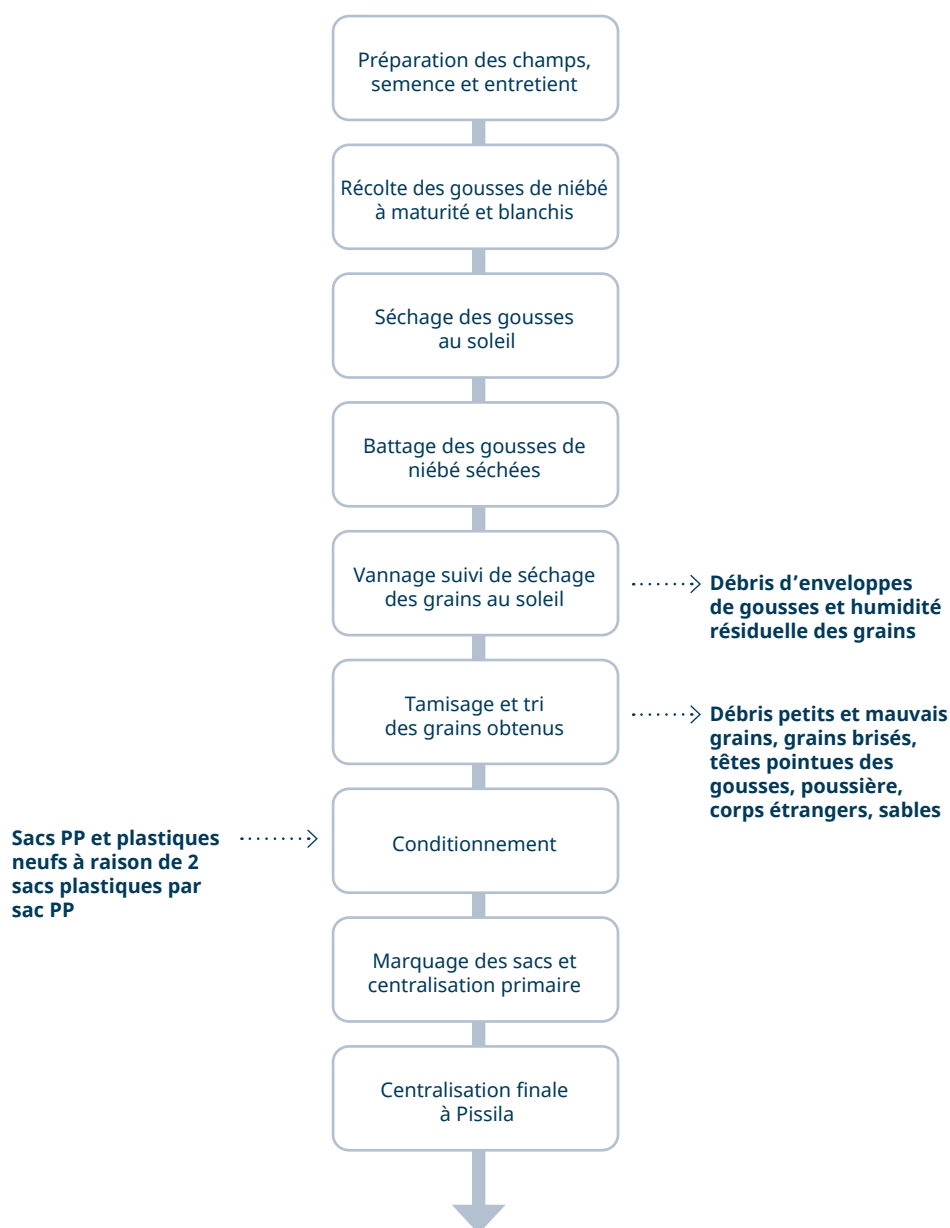 Préparation des champs,
semence et entretient
Récolte des gousses de niébé
à maturité et blanchis
Séchage des gousses
au soleil
Battage des gousses de
niébé séchées
Vannage suivi de séchage
des grains au soleil
Débris d’enveloppes
de gousses et humidité
résiduelle des grains
Tamisage et tri
des grains obtenus
Débris petits et mauvais
grains, grains brisés,
têtes pointues des
gousses, poussière,
corps étrangers, sables
Sacs PP et plastiques
neufs à raison de 2
sacs plastiques par
sac PP
Conditionnement
Marquage des sacs et
centralisation primaire
Centralisation finale
à Pissila